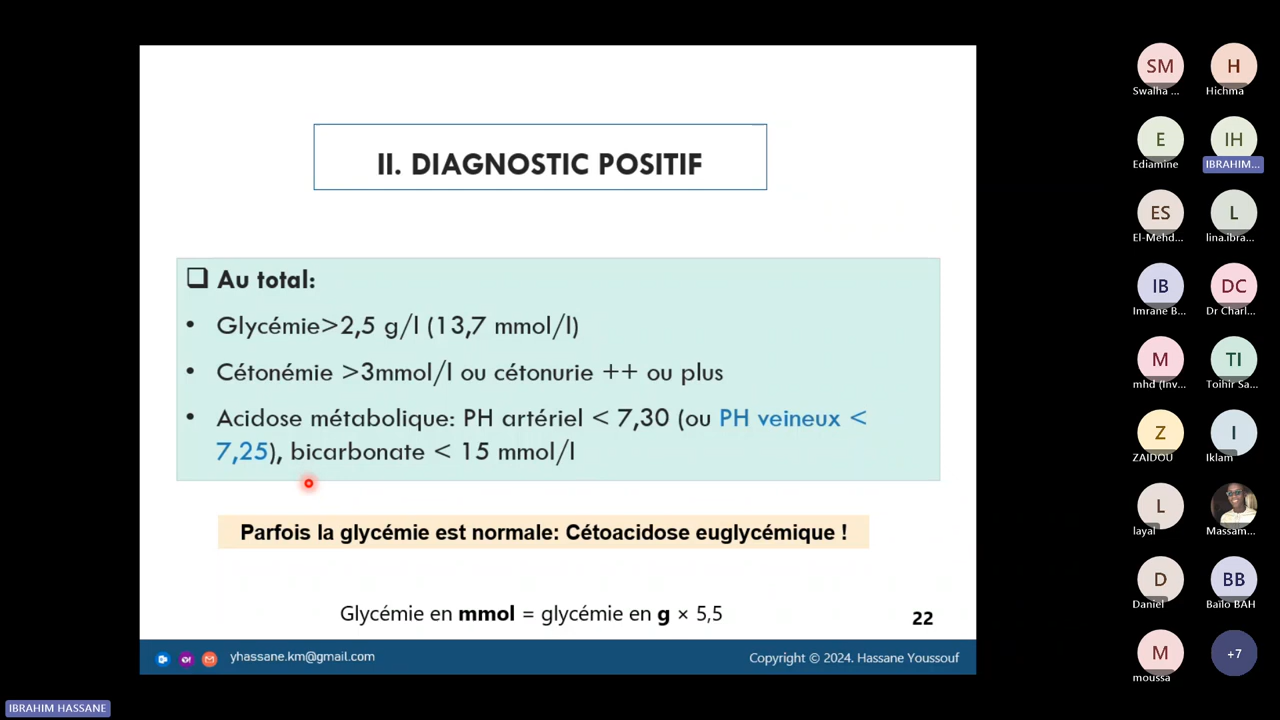 II. DIAGNOSTIC POSITIF
Au total:
• Glycémie>2,5 g/l (13,7 mmol/l)
• Cétonémie >3mmol/l ou cétonurie ++ ou plus
• Acidose métabolique: PH artériel < 7,30 (ou PH veineux <
7,25), bicarbonate < 15 mmol/l
Parfois la glycémie est normale: Cétoacidose euglycémique !
Glycémie en mmol = glycémie en g × 5,5
22
yhassane.km@gmail.com
Copyright © 2024. Hassane Youssouf
SM
Swalha ...
H
Hichma
E
Ediamine
IH
IBRAHIM...
ES
El-Mehd...
L
lina.ibra...
IB
Imrane B...
DC
Dr Charl...
M
mhd (Inv...
TI
Toihir Sa...
Z
ZAIDOU
I
Iklam
L
layal
Massam...
D
Daniel
BB
Bailo BAH
M
moussa
+7
IBRAHIM HASSANE